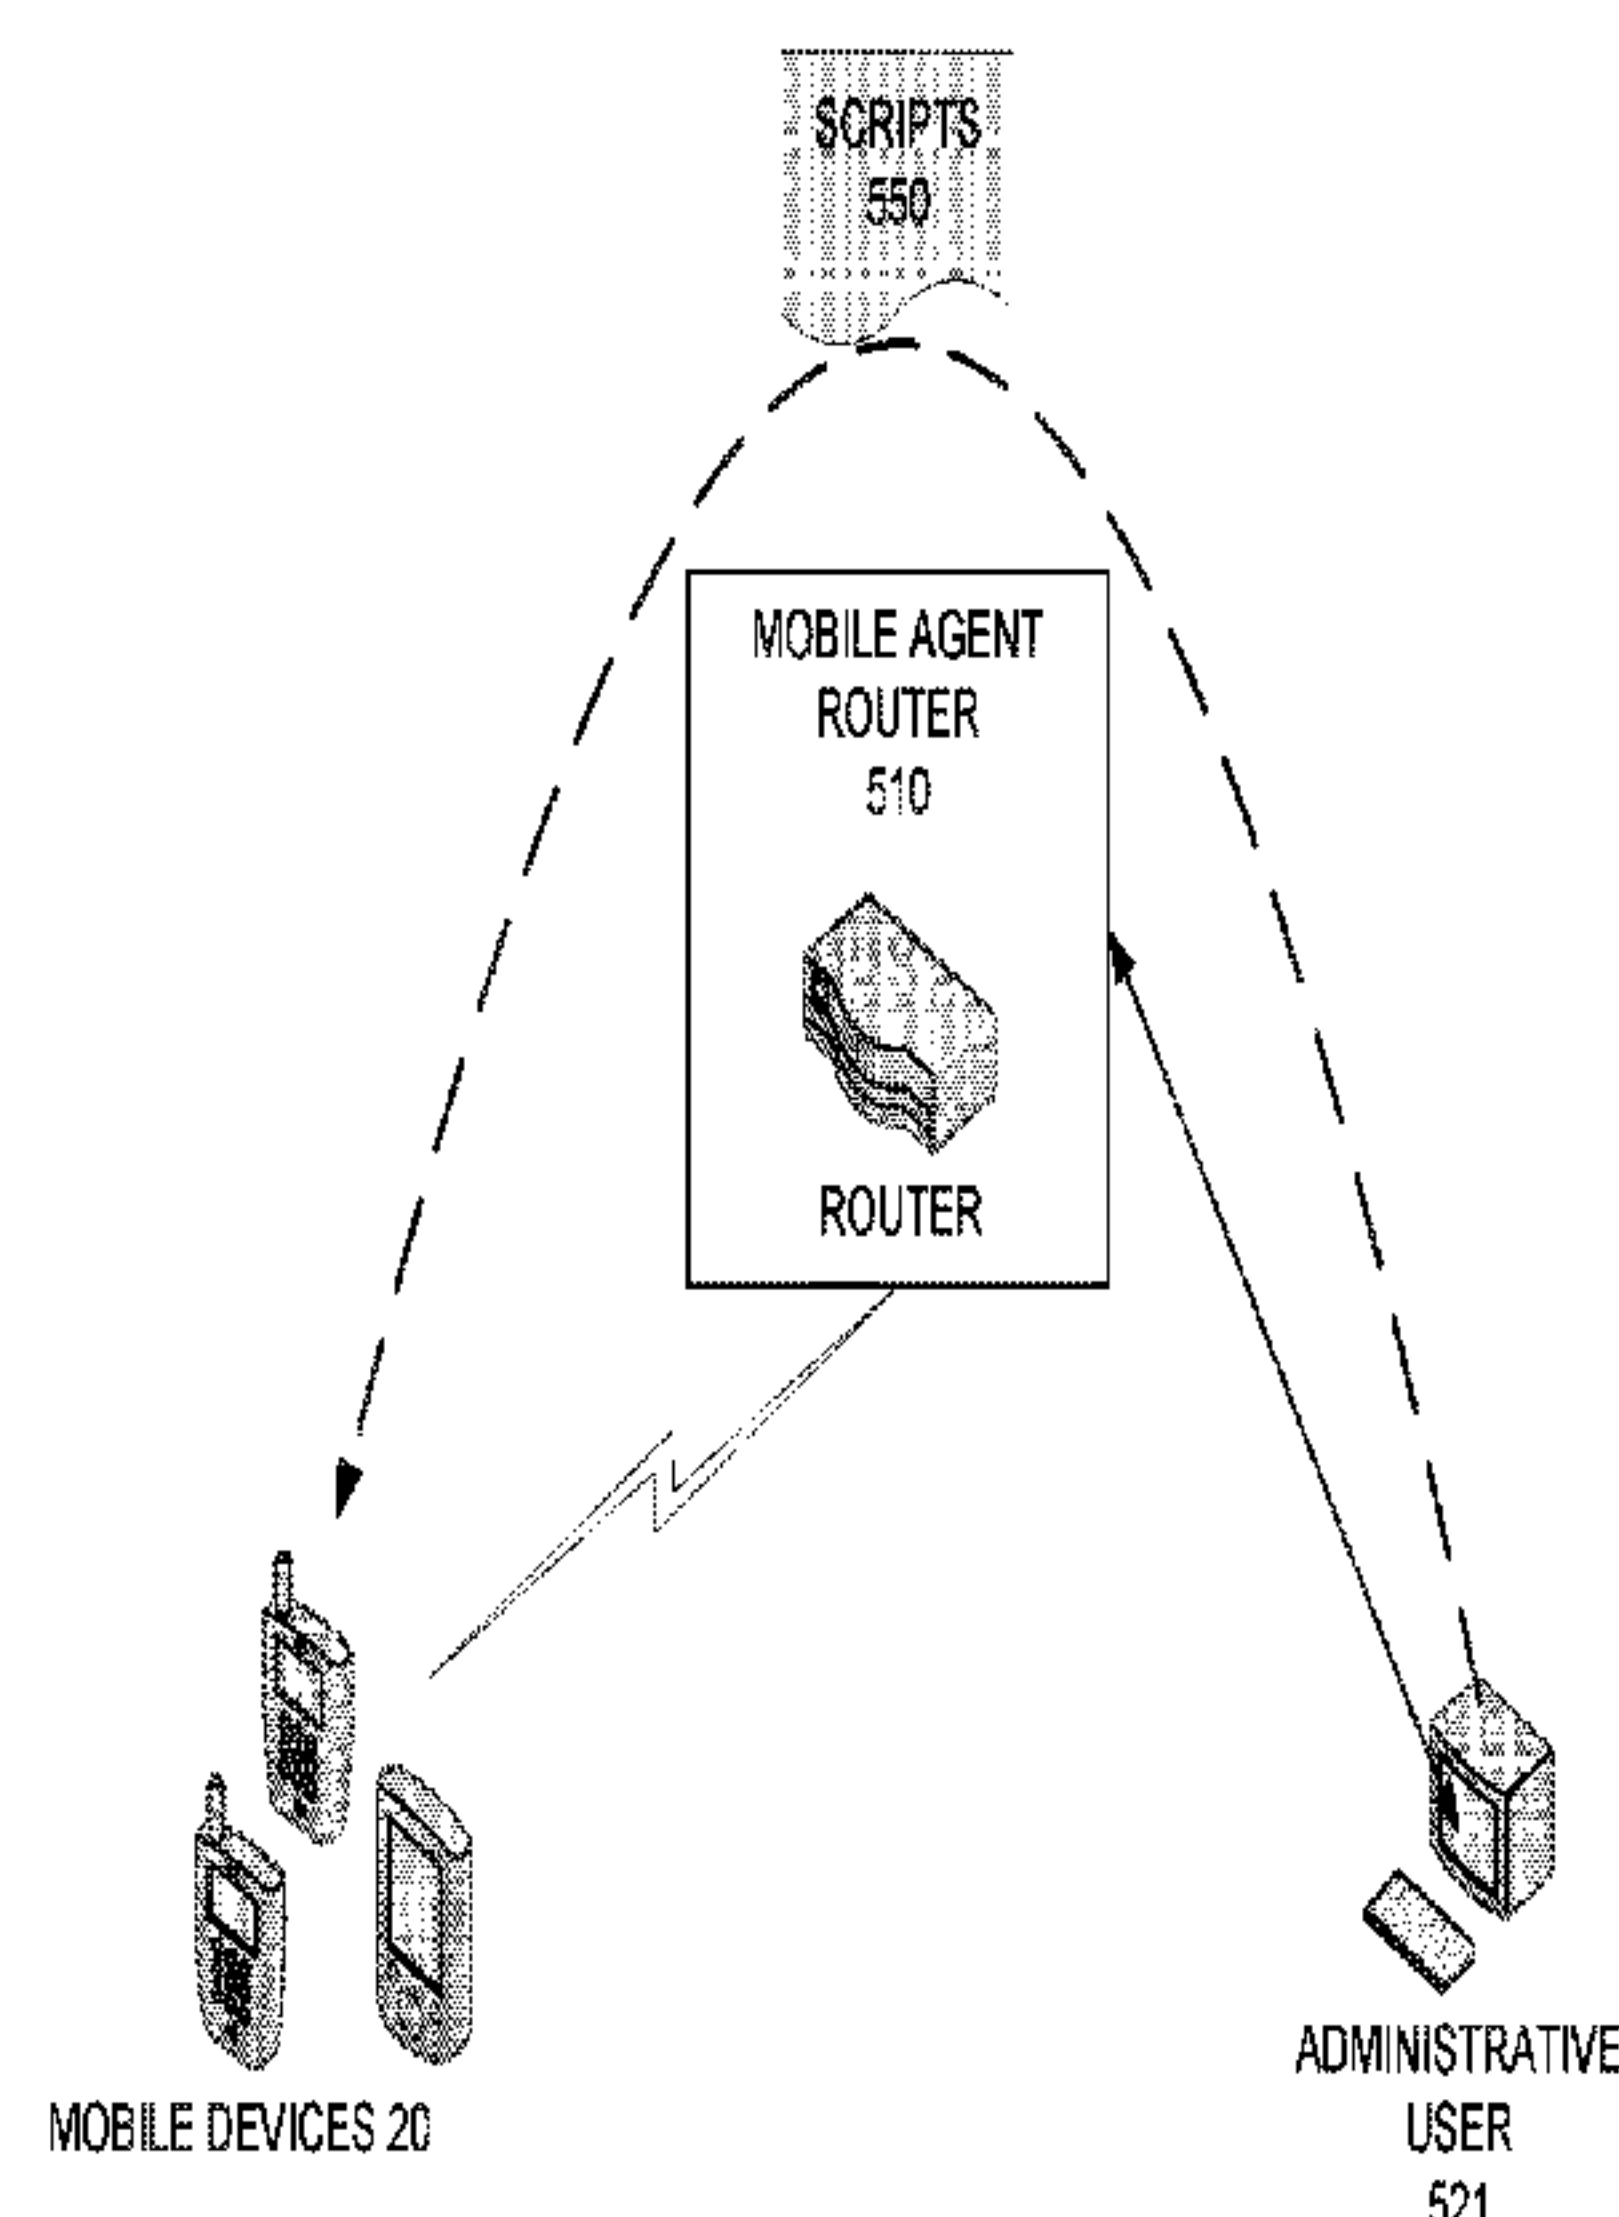 SCRIPTS
550
MOBILE AGENT
ROUTER
510
ROUTER
MOBILE DEVICES 20
ADMINISTRATIVE
USER
521